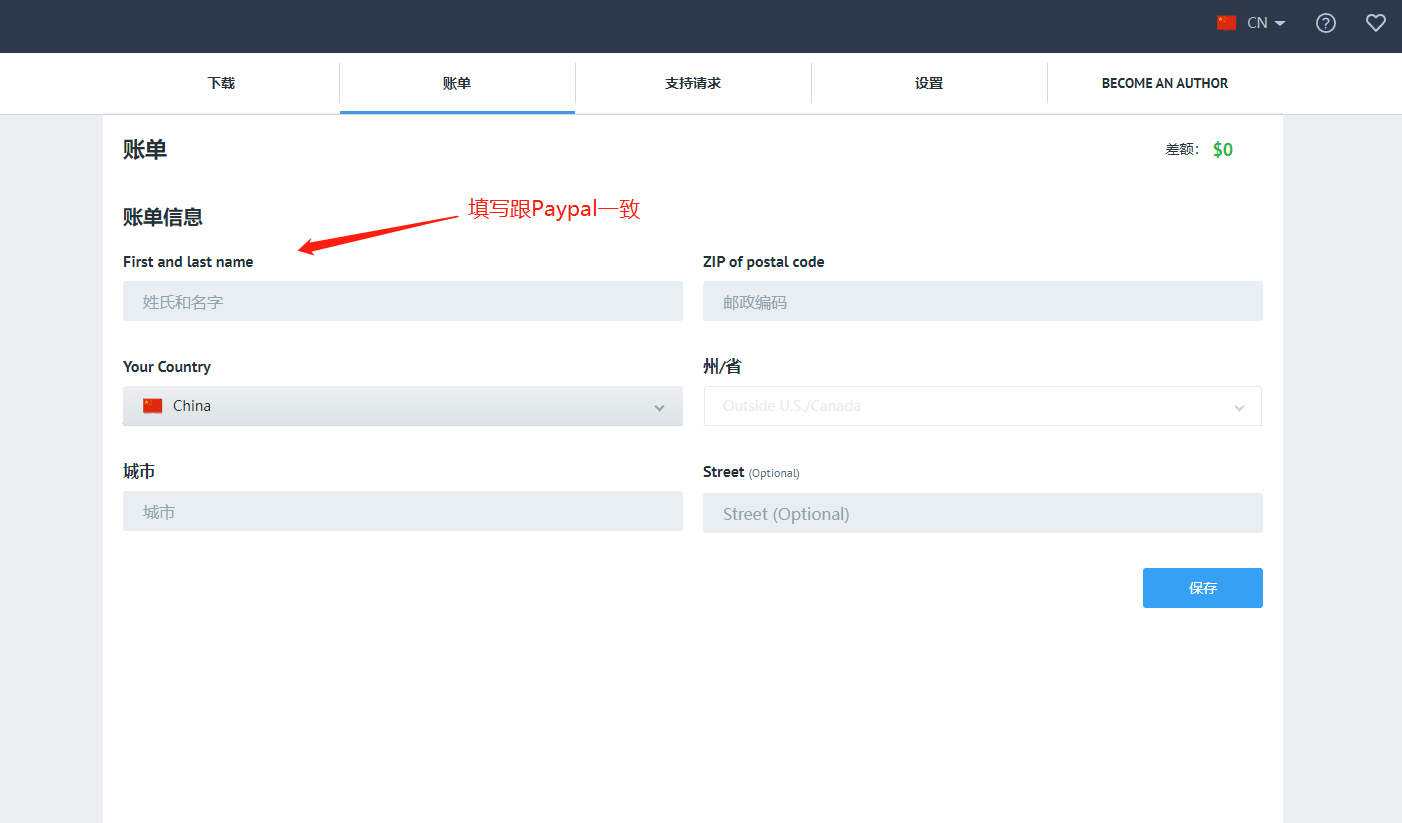 CN
下载
账单
支持请求
设置
BECOME AN AUTHOR
账单
差额: $0
账单信息
填写跟Paypal一致
First and last name
ZIP of postal code
姓氏和名字
邮政编码
Your Country
州/省
China
Outside U.S./Canada
城市
Street (Optional)
城市
Street (Optional)
保存